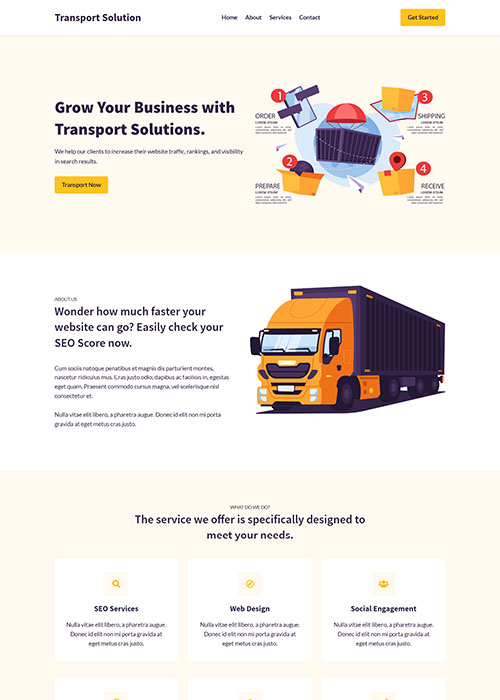 Transport Solution
Home About Services Contact
Get Started
Grow Your Business with
Transport Solutions.
We help our clients to increase their website traffic, rankings, and visibility
in search results.
Transport Now
1
ORDER
LOREM IPSUM
2
PREPARE
LOREM IPSUM
3
SHIPPING
LOREM IPSUM
4
RECEIVE
LOREM IPSUM
ABOUT US
Wonder how much faster your
website can go? Easily check your
SEO Score now.
Cum sociis natoque penatibus et magnis dis parturient montes,
nascetur ridiculus mus. Cras justo odio, dapibus ac facilisis in, egestas
eget quam. Praesent commodo cursus magna, vel scelerisque nisl
consectetur et.
Nulla vitae elit libero, a pharetra augue. Donec id elit non mi porta
gravida at eget metus cras justo.
WHAT DO WE DO?
The service we offer is specifically designed to
meet your needs.
SEO Services
Nulla vitae elit libero, a pharetra augue.
Donec id elit non mi porta gravida at
eget metus cras justo.
Web Design
Nulla vitae elit libero, a pharetra augue.
Donec id elit non mi porta gravida at
eget metus cras justo.
Social Engagement
Nulla vitae elit libero, a pharetra augue.
Donec id elit non mi porta gravida at
eget metus cras justo.